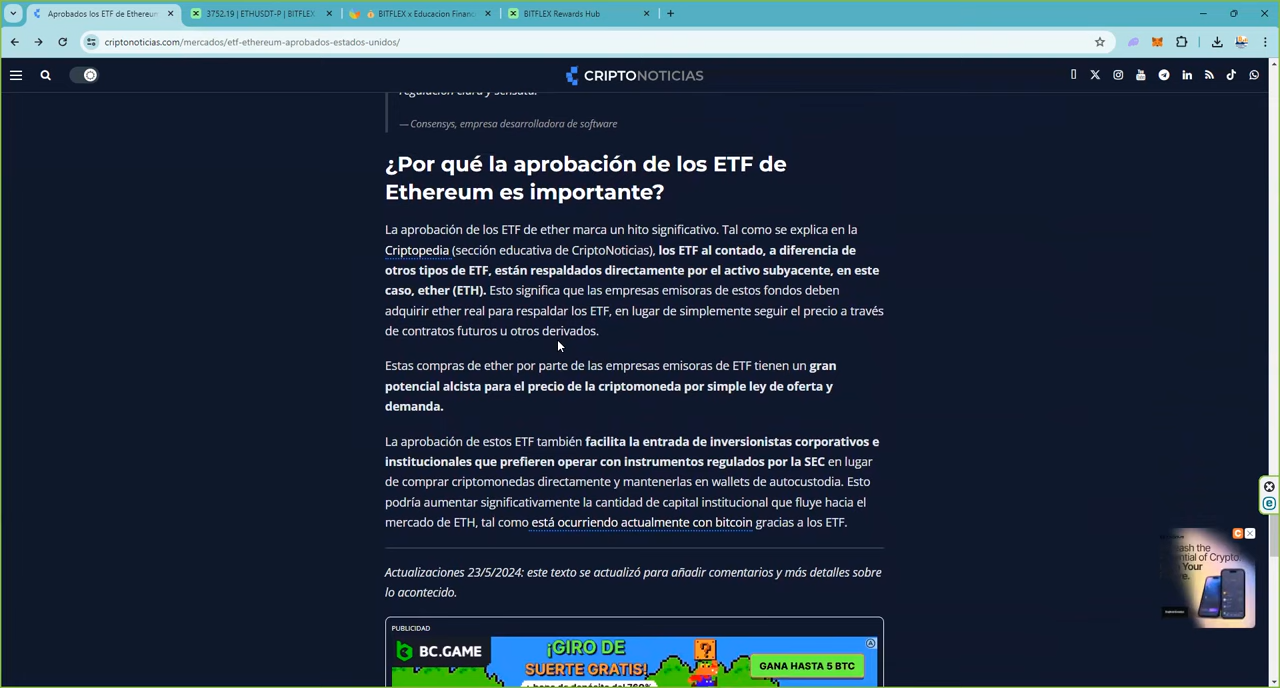 Aprobados los ETF de Ethereum
3752.19 | ETHUSDT-P | BITFLEX
BITFLEX x Educacion Financ
BITFLEX Rewards Hub
criptonoticias.com/mercados/etf-ethereum-aprobados-estados-unidos/
CRIPTONOTICIAS
regulación clara y sensata.
— Consensys, empresa desarrolladora de software
¿Por qué la aprobación de los ETF de
Ethereum es importante?
La aprobación de los ETF de ether marca un hito significativo. Tal como se explica en la
Criptopedia (sección educativa de CriptoNoticias), los ETF al contado, a diferencia de
otros tipos de ETF, están respaldados directamente por el activo subyacente, en este
caso, ether (ETH). Esto significa que las empresas emisoras de estos fondos deben
adquirir ether real para respaldar los ETF, en lugar de simplemente seguir el precio a través
de contratos futuros u otros derivados.
Estas compras de ether por parte de las empresas emisoras de ETF tienen un gran
potencial alcista para el precio de la criptomoneda por simple ley de oferta y
demanda.
La aprobación de estos ETF también facilita la entrada de inversionistas corporativos e
institucionales que prefieren operar con instrumentos regulados por la SEC en lugar
de comprar criptomonedas directamente y mantenerlas en wallets de autocustodia. Esto
podría aumentar significativamente la cantidad de capital institucional que fluye hacia el
mercado de ETH, tal como está ocurriendo actualmente con bitcoin gracias a los ETF.
Actualizaciones 23/5/2024: este texto se actualizó para añadir comentarios y más detalles sobre
lo acontecido.
PUBLICIDAD
BC.GAME
¡GIRO DE
SUERTE GRATIS!
GANA HASTA 5 BTC